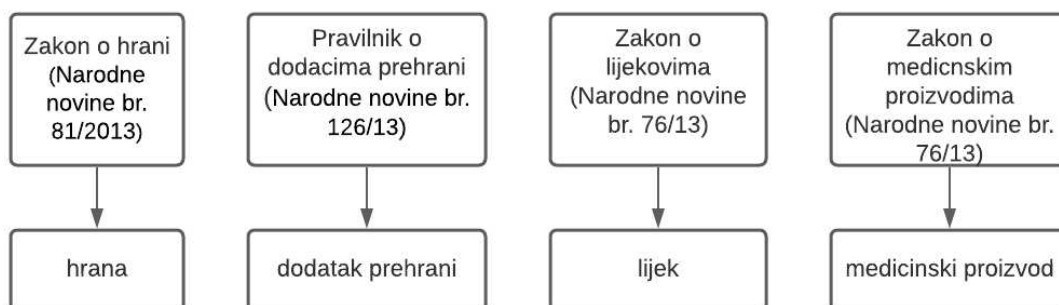 Zakon o hrani
(Narodne
novine br.
81/2013)
Pravilnik o
dodacima prehrani
(Narodne novine br.
126/13)
Zakon o
lijekovima
(Narodne novine
br. 76/13)
Zakon o
medicnskim
proizvodima
(Narodne novine br.
76/13)
hrana
dodatak prehrani
lijek
medicinski proizvod